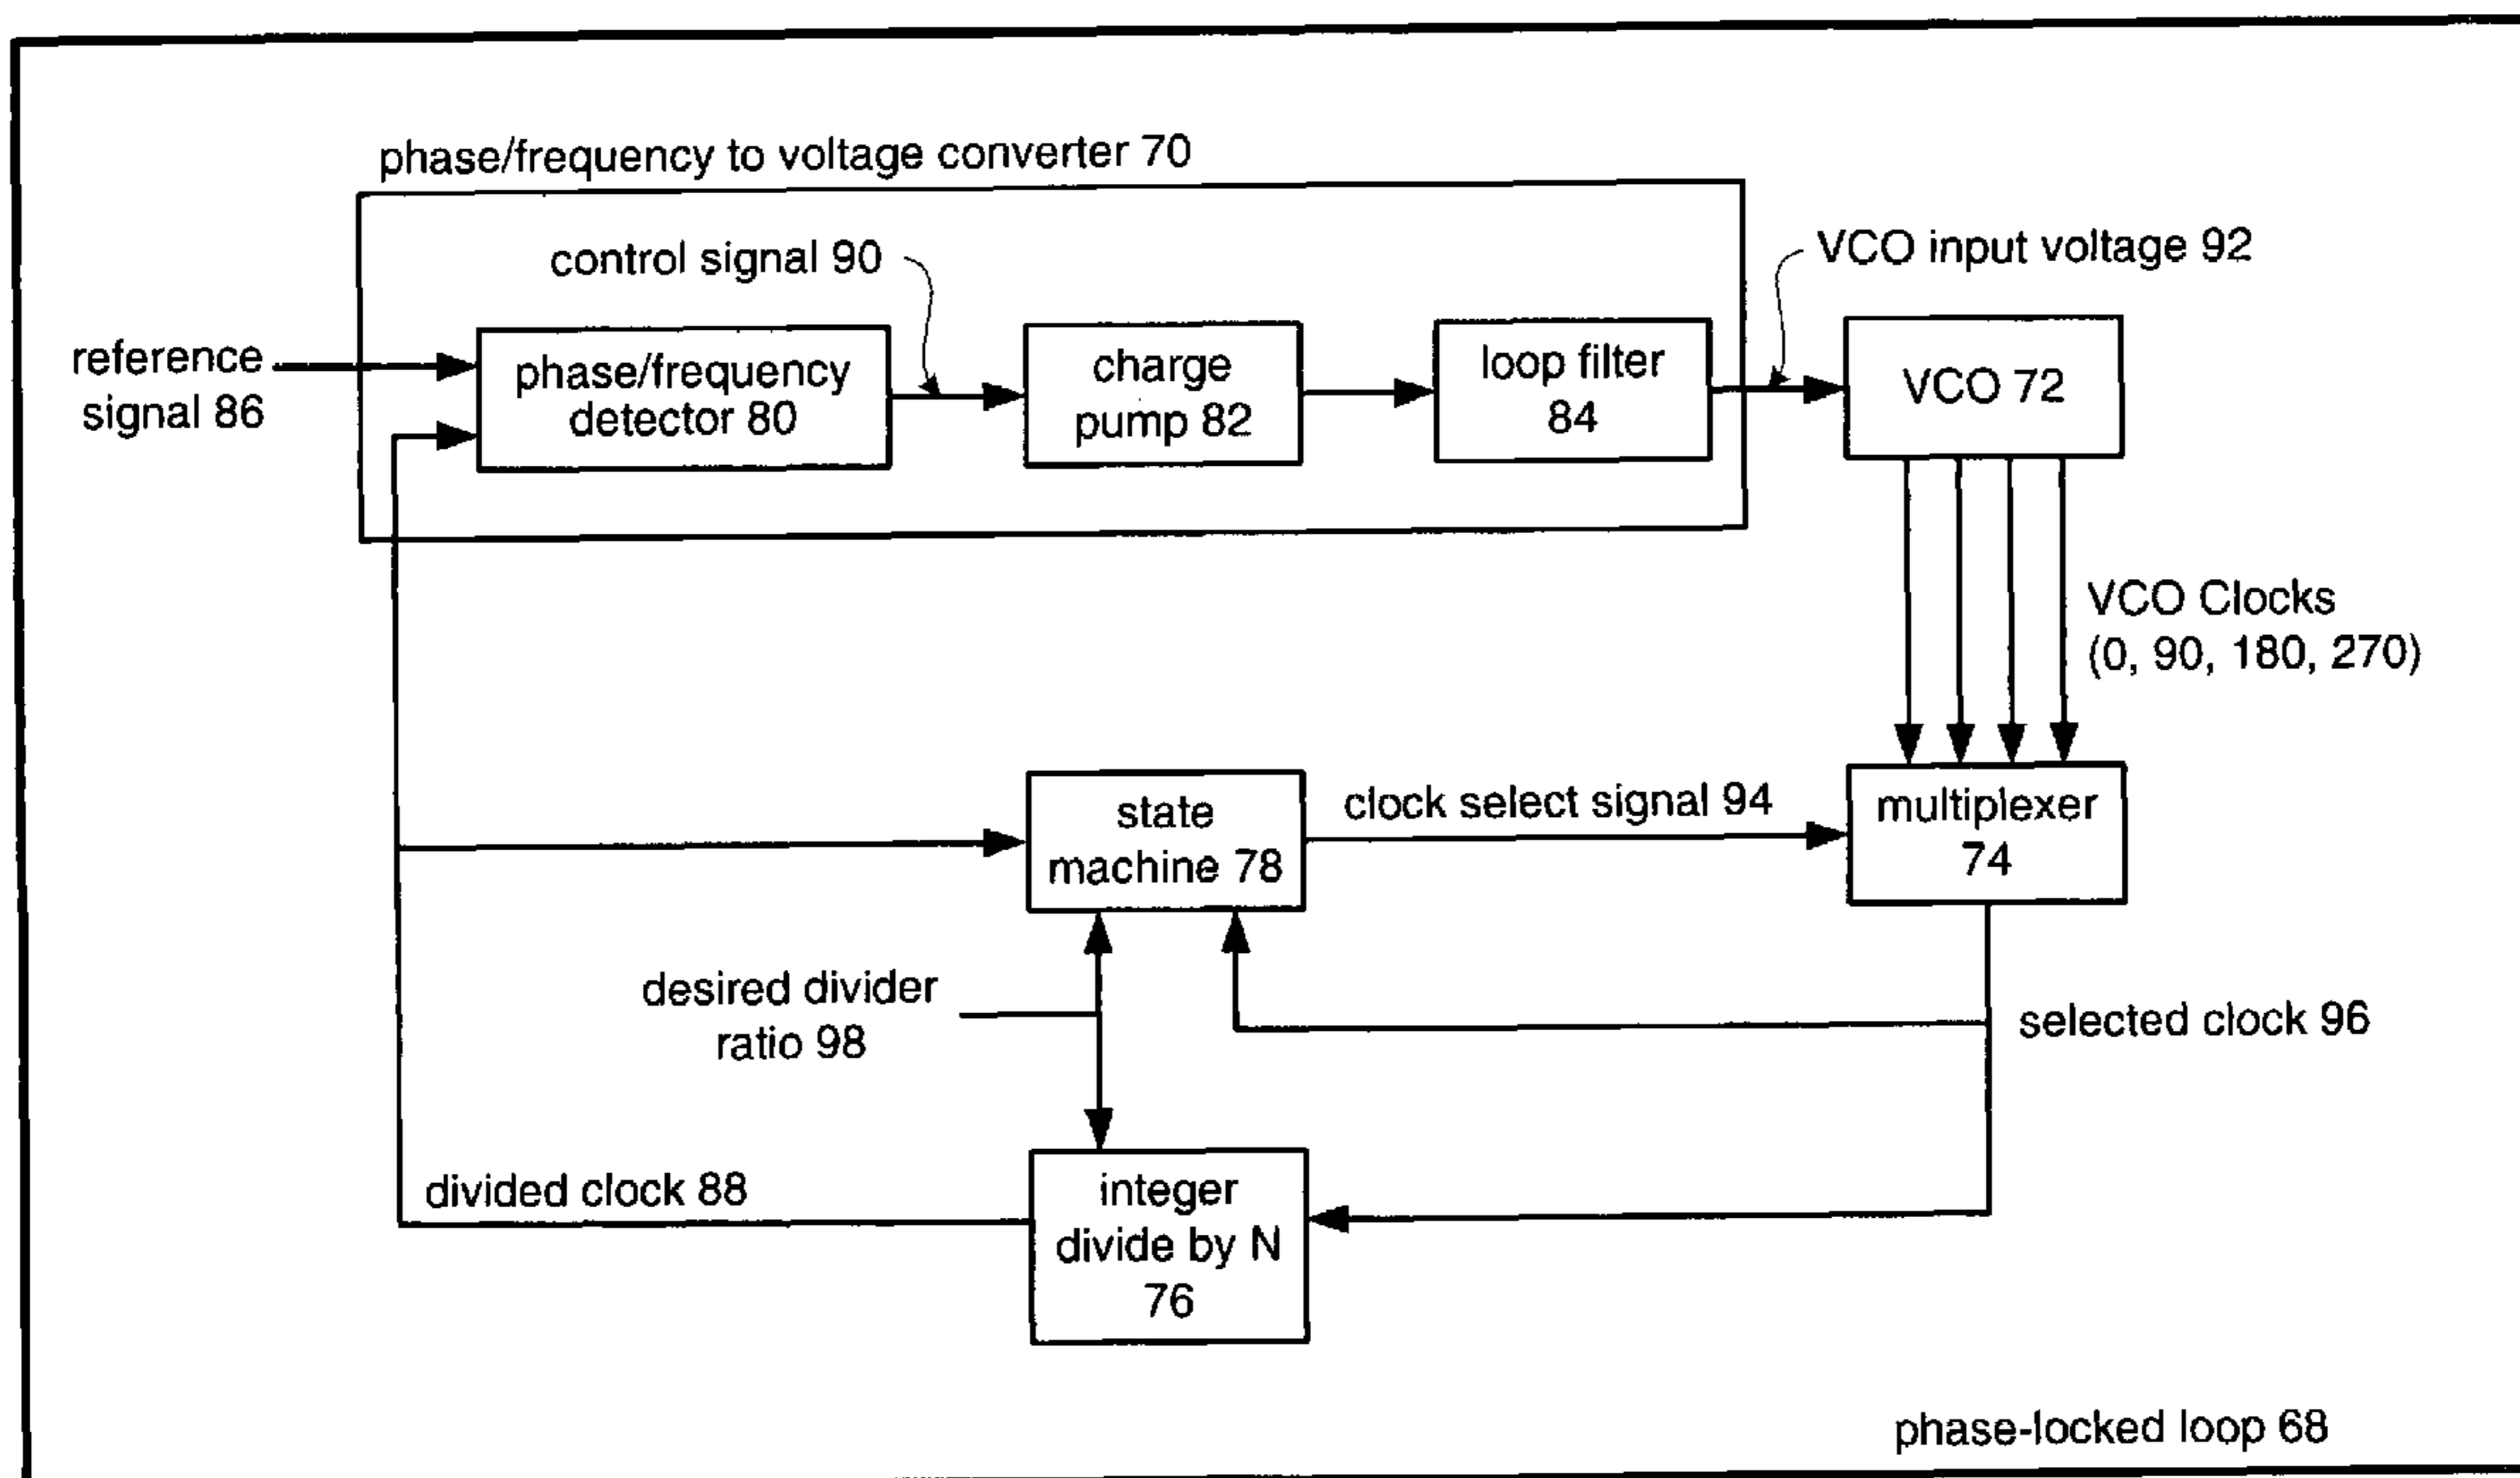 phase/frequency to voltage converter 70
control signal 90
VCO input voltage 92
reference
signal 86
phase/frequency
detector 80
charge
pump 82
loop filter
84
VCO 72
VCO Clocks
(0, 90, 180, 270)
state
machine 78
clock select signal 94
multiplexer
74
desired divider
ratio 98
selected clock 96
divided clock 88
integer
divide by N
76
phase-locked loop 68